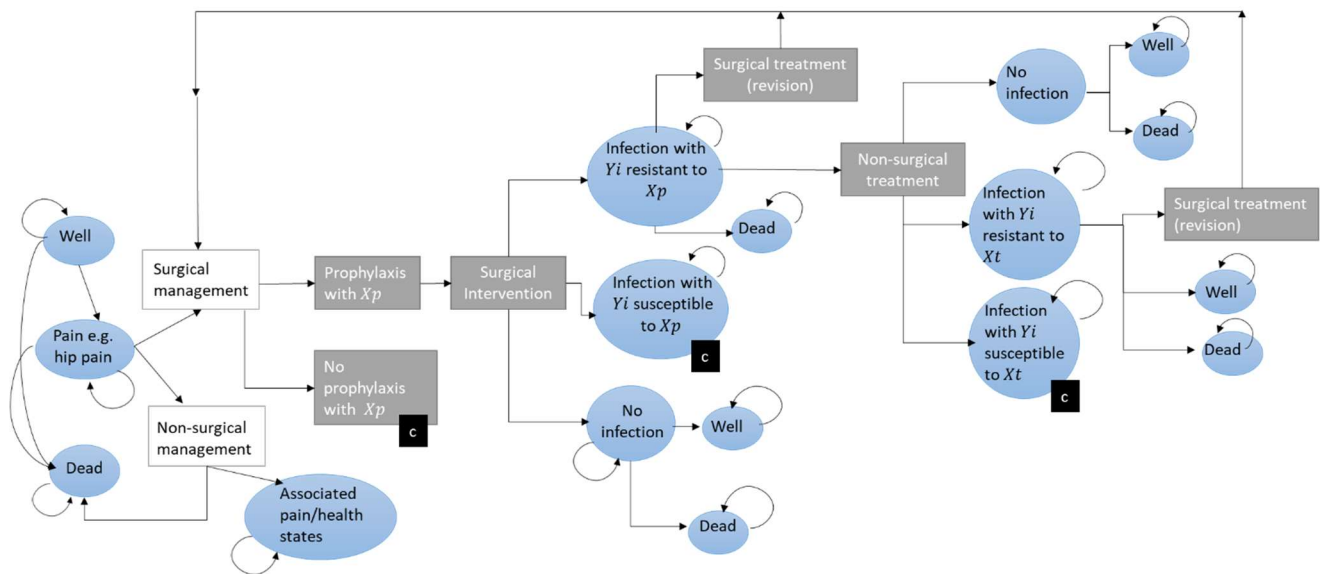 Well
Pain e.g.
hip pain
Dead
Surgical
management
Non-surgical
management
Associated
pain/health
states
Prophylaxis
with Xp
No
prophylaxis
with Xp
c
Surgical
Intervention
Surgical treatment
(revision)
Infection with
Yi resistant to
Xp
Dead
Infection with
Yi susceptible
to Xp
c
No
infection
Well
Dead
Non-surgical
treatment
No
infection
Well
Dead
Infection
with Yi
resistant to
Xt
Surgical treatment
(revision)
Well
Dead
Infection
with Yi
susceptible
to Xt
c